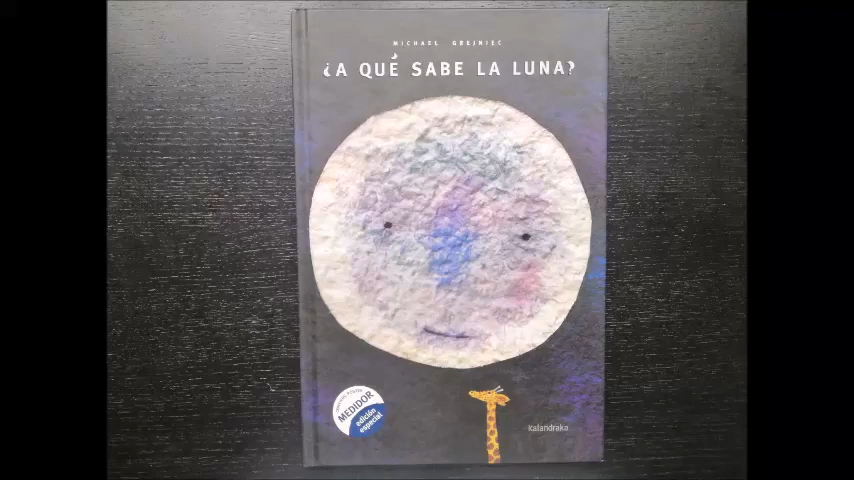 MICHAEL GREJNIEC
¿A QUÉ SABE LA LUNA?
MEDIDOR
edición
especial
kalandraka